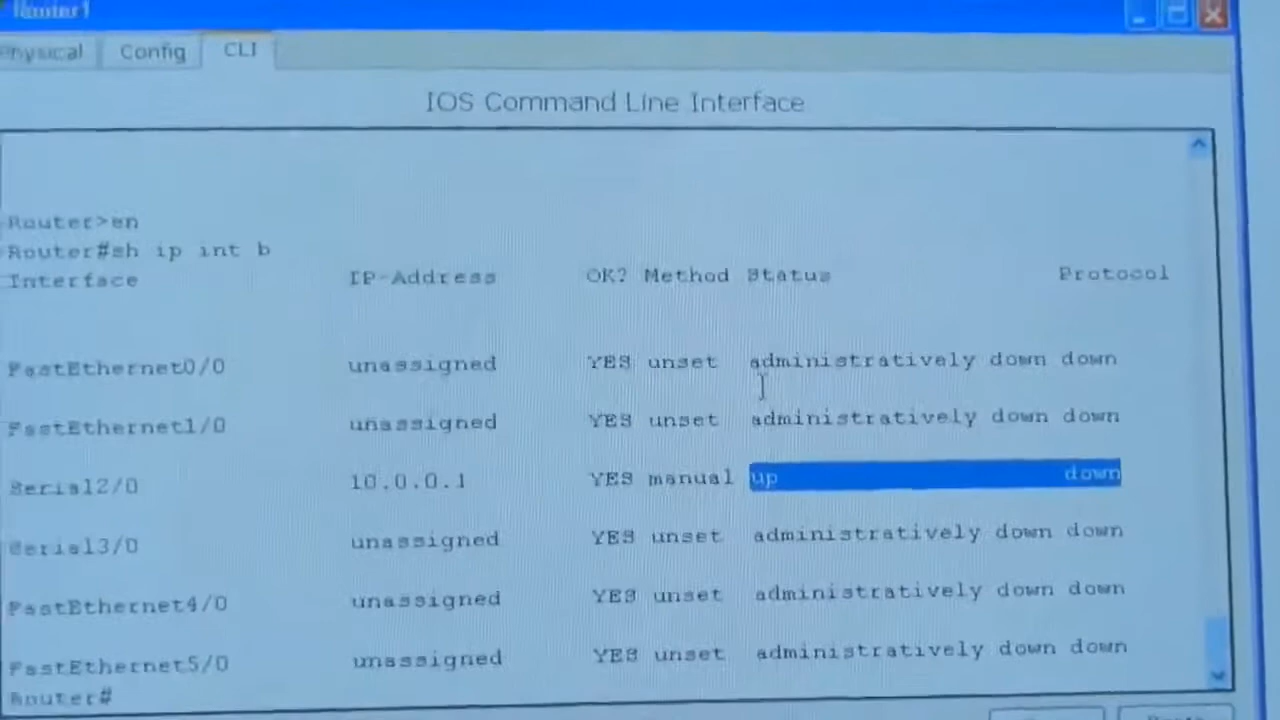 Router1
Physical Config CLI
IOS Command Line Interface
Router>en
Router#sh ip int b
Interface IP-Address OK? Method Status Protocol
FastEthernet0/0 unassigned YES unset administratively down down
FastEthernet1/0 unassigned YES unset administratively down down
Serial2/0 10.0.0.1 YES manual up down
Serial3/0 unassigned YES unset administratively down down
FastEthernet4/0 unassigned YES unset administratively down down
FastEthernet5/0 unassigned YES unset administratively down down
Router#